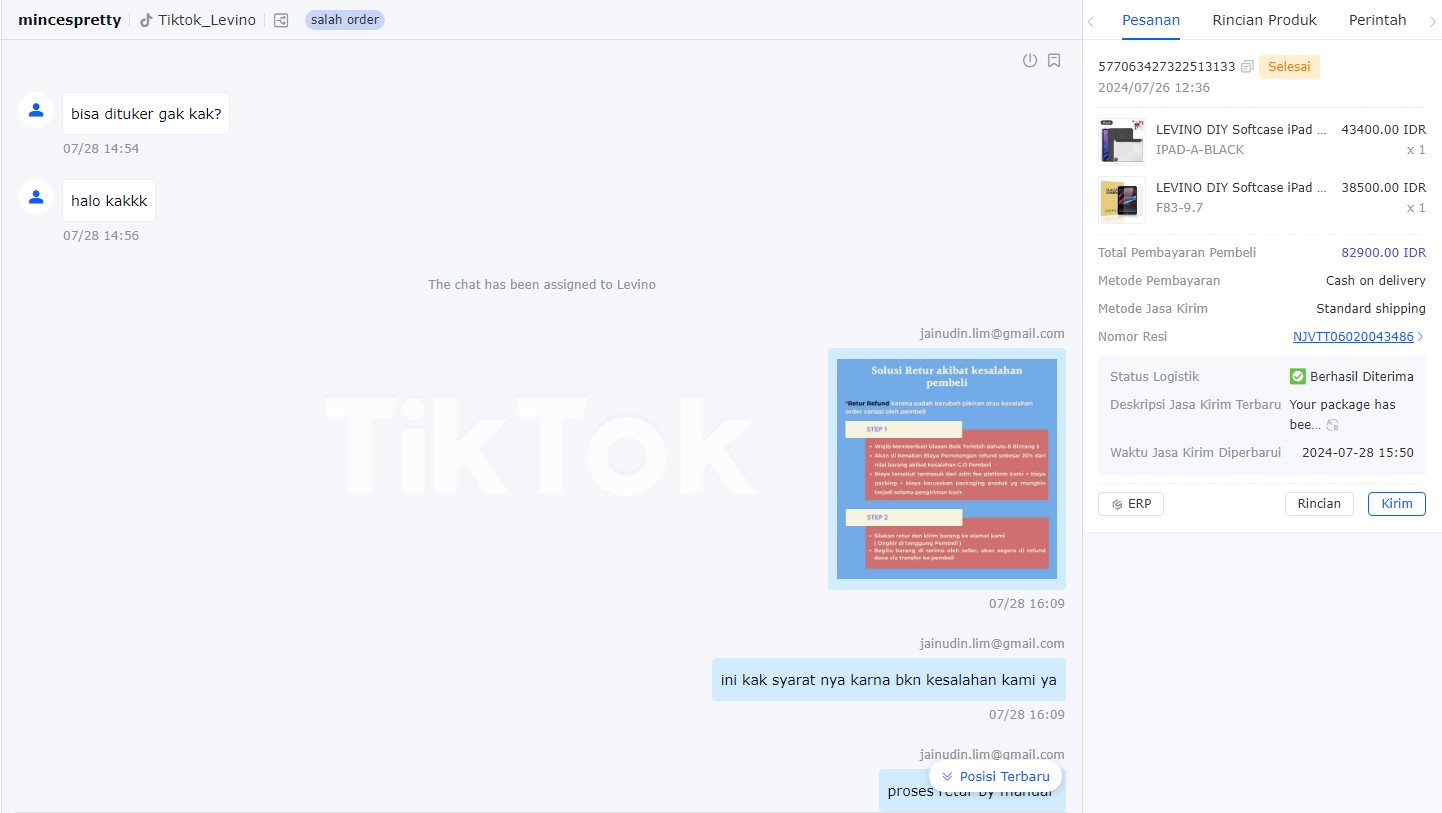 mincespretty
Tiktok_Levino
salah order
bisa dituker gak kak?
07/28 14:54
halo kakkk
07/28 14:56
The chat has been assigned to Levino
jainudin.lim@gmail.com
Solusi Retur akibat kesalahan
pembeli
*Retur Refund karena sudah berubah pikiran atau kesalahan
order variasi oleh pembeli
STEP 1
Wajib Memberikan Ulasan Baik Terlebih dahulu & Bintang 5
Akan di Kenakan Biaya Pemotongan refund sebesar 20% dari
nilai barang akibat kesalahan C.O Pembeli
Biaya tersebut termasuk dari adm fee platform kami + biaya
packing + biaya kerusakan packaging produk yg mungkin
terjadi selama pengiriman kurir.
STEP 2
Silakan retur dan kirim barang ke alamat kami
( Ongkir di tanggung Pembeli )
Begitu barang di terima oleh seller, akan segera di refund
dana via transfer ke pembeli
07/28 16:09
jainudin.lim@gmail.com
ini kak syarat nya karna bkn kesalahan kami ya
07/28 16:09
jainudin.lim@gmail.com
proses retur by manual
Posisi Terbaru
TikTok
Pesanan
Rincian Produk
Perintah
577063427322513133
Selesai
2024/07/26 12:36
LEVINO DIY Softcase iPad ...
43400.00 IDR
IPAD-A-BLACK
x 1
LEVINO DIY Softcase iPad ...
38500.00 IDR
F83-9.7
x 1
Total Pembayaran Pembeli
82900.00 IDR
Metode Pembayaran
Cash on delivery
Metode Jasa Kirim
Standard shipping
Nomor Resi
NJVTT06020043486
Status Logistik
Berhasil Diterima
Deskripsi Jasa Kirim Terbaru
Your package has
bee...
Waktu Jasa Kirim Diperbarui
2024-07-28 15:50
ERP
Rincian
Kirim